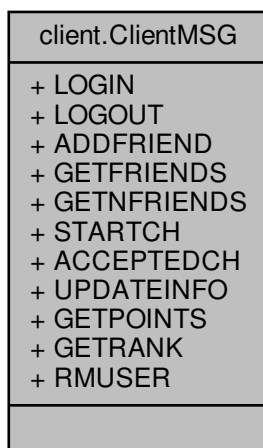 client.ClientMSG
+ LOGIN
+ LOGOUT
+ ADDFRIEND
+ GETFRIENDS
+ GETNFRIENDS
+ STARTCH
+ ACCEPTEDCH
+ UPDATEINFO
+ GETPOINTS
+ GETRANK
+ RMUSER